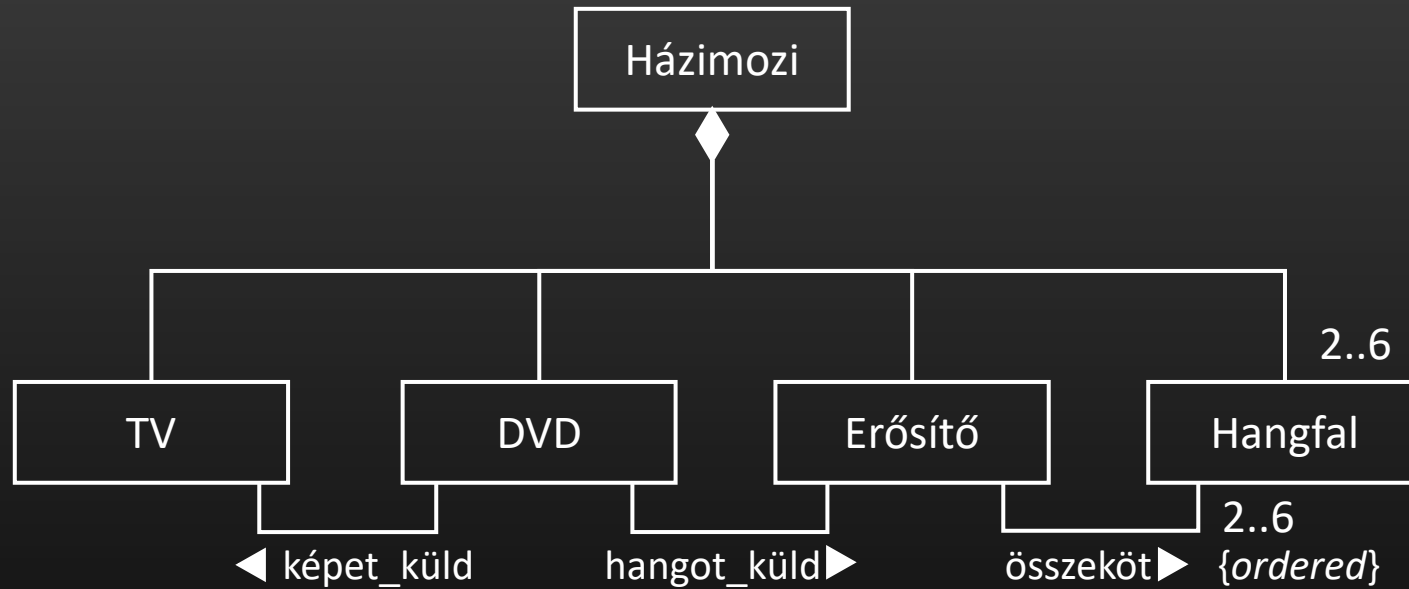 Házimozi
2..6
TV
DVD
Erősítő
Hangfal
2..6
képet_küld
hangot_küld
összeköt
{ordered}